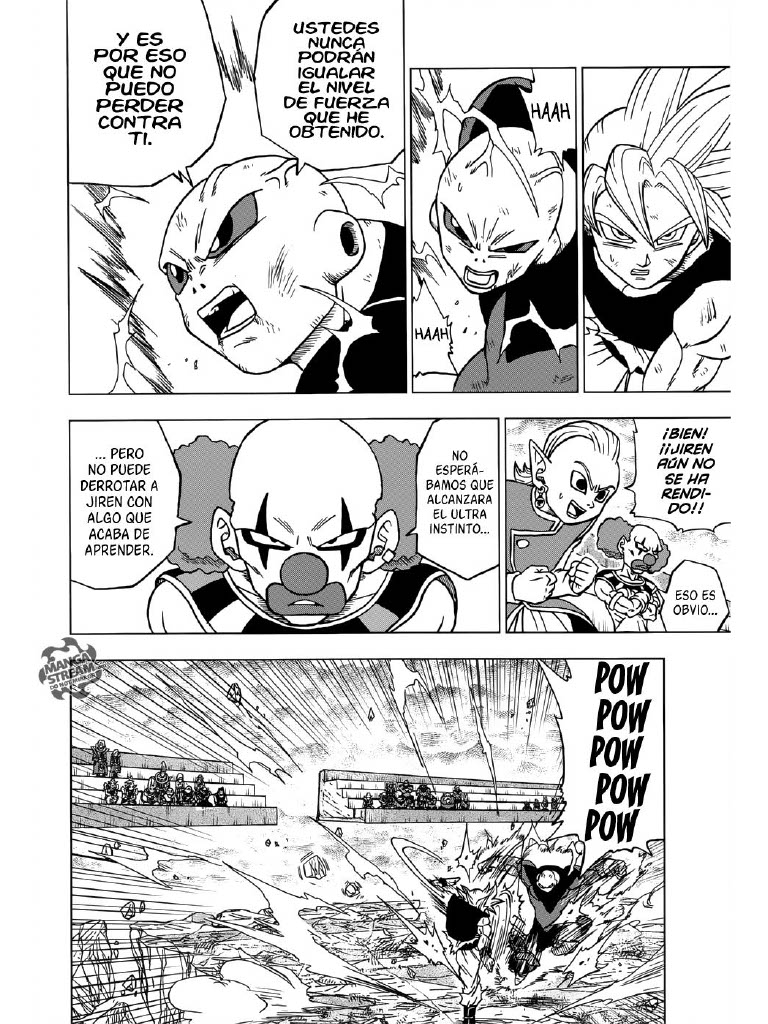 HAAH
HAAH
USTEDES
NUNCA
PODRÁN
IGUALAR
EL NIVEL
DE FUERZA
QUE HE
OBTENIDO.
Y ES
POR ESO
QUE NO
PUEDO
PERDER
CONTRA
TI.
¡BIEN!
¡¡JIREN
AÚN NO
SE HA
RENDI-
DO!!
ESO ES
OBVIO...
NO
ESPERÁ-
BAMOS QUE
ALCANZARA
EL ULTRA
INSTINTO...
... PERO
NO PUEDE
DERROTAR A
JIREN CON
ALGO QUE
ACABA DE
APRENDER.
MANGA
STREAM
POW
POW
POW
POW
POW